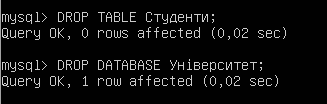 mysql> DROP TABLE Студенти;
Query OK, 0 rows affected (0,02 sec)
mysql> DROP DATABASE Університет;
Query OK, 1 row affected (0,02 sec)